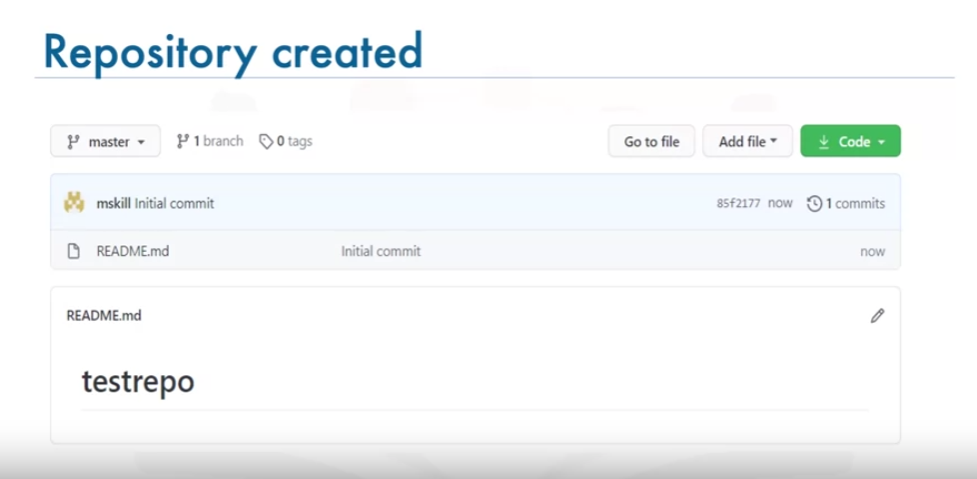 Repository created
master 1 branch 0 tags Go to file Add file Code
mskill Initial commit 85f2177 now 1 commits
README.md Initial commit now
README.md
testrepo